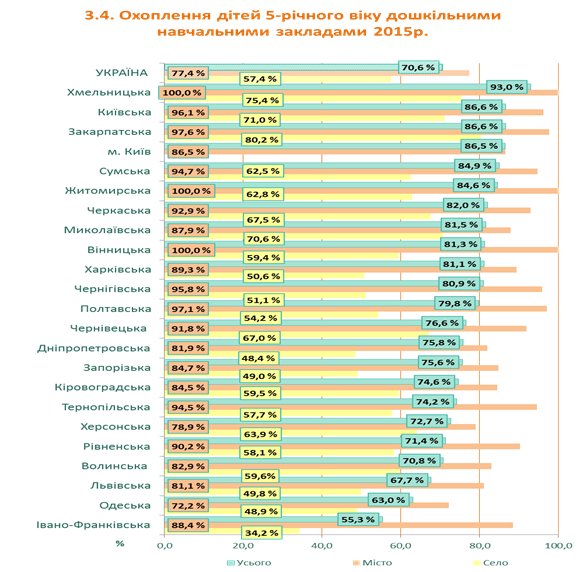 3.4. Охоплення дітей 5-річного віку дошкільними
навчальними закладами 2015р.
УКРАЇНА 77,4 % 57,4 % 70,6 %
Хмельницька 100,0 % 75,4 % 93,0 %
Київська 96,1 % 71,0 % 86,6 %
Закарпатська 97,6 % 80,2 % 86,6 %
м. Київ 86,5 % 86,5 %
Сумська 94,7 % 62,5 % 84,9 %
Житомирська 100,0 % 62,8 % 84,6 %
Черкаська 92,9 % 67,5 % 82,0 %
Миколаївська 87,9 % 70,6 % 81,5 %
Вінницька 100,0 % 59,4 % 81,3 %
Харківська 89,3 % 50,6 % 81,1 %
Чернігівська 95,8 % 51,1 % 80,9 %
Полтавська 97,1 % 54,2 % 79,8 %
Чернівецька 91,8 % 67,0 % 76,6 %
Дніпропетровська 81,9 % 48,4 % 75,8 %
Запорізька 84,7 % 49,0 % 75,6 %
Кіровоградська 84,5 % 59,5 % 74,6 %
Тернопільська 94,5 % 57,7 % 74,2 %
Херсонська 78,9 % 63,9 % 72,7 %
Рівненська 90,2 % 58,1 % 71,4 %
Волинська 82,9 % 59,6% 70,8 %
Львівська 81,1 % 49,8 % 67,7 %
Одеська 72,2 % 48,9 % 63,0 %
Івано-Франківська 88,4 % 34,2 % 55,3 %
% 0,0 20,0 40,0 60,0 80,0 100,0
Усього Місто Село